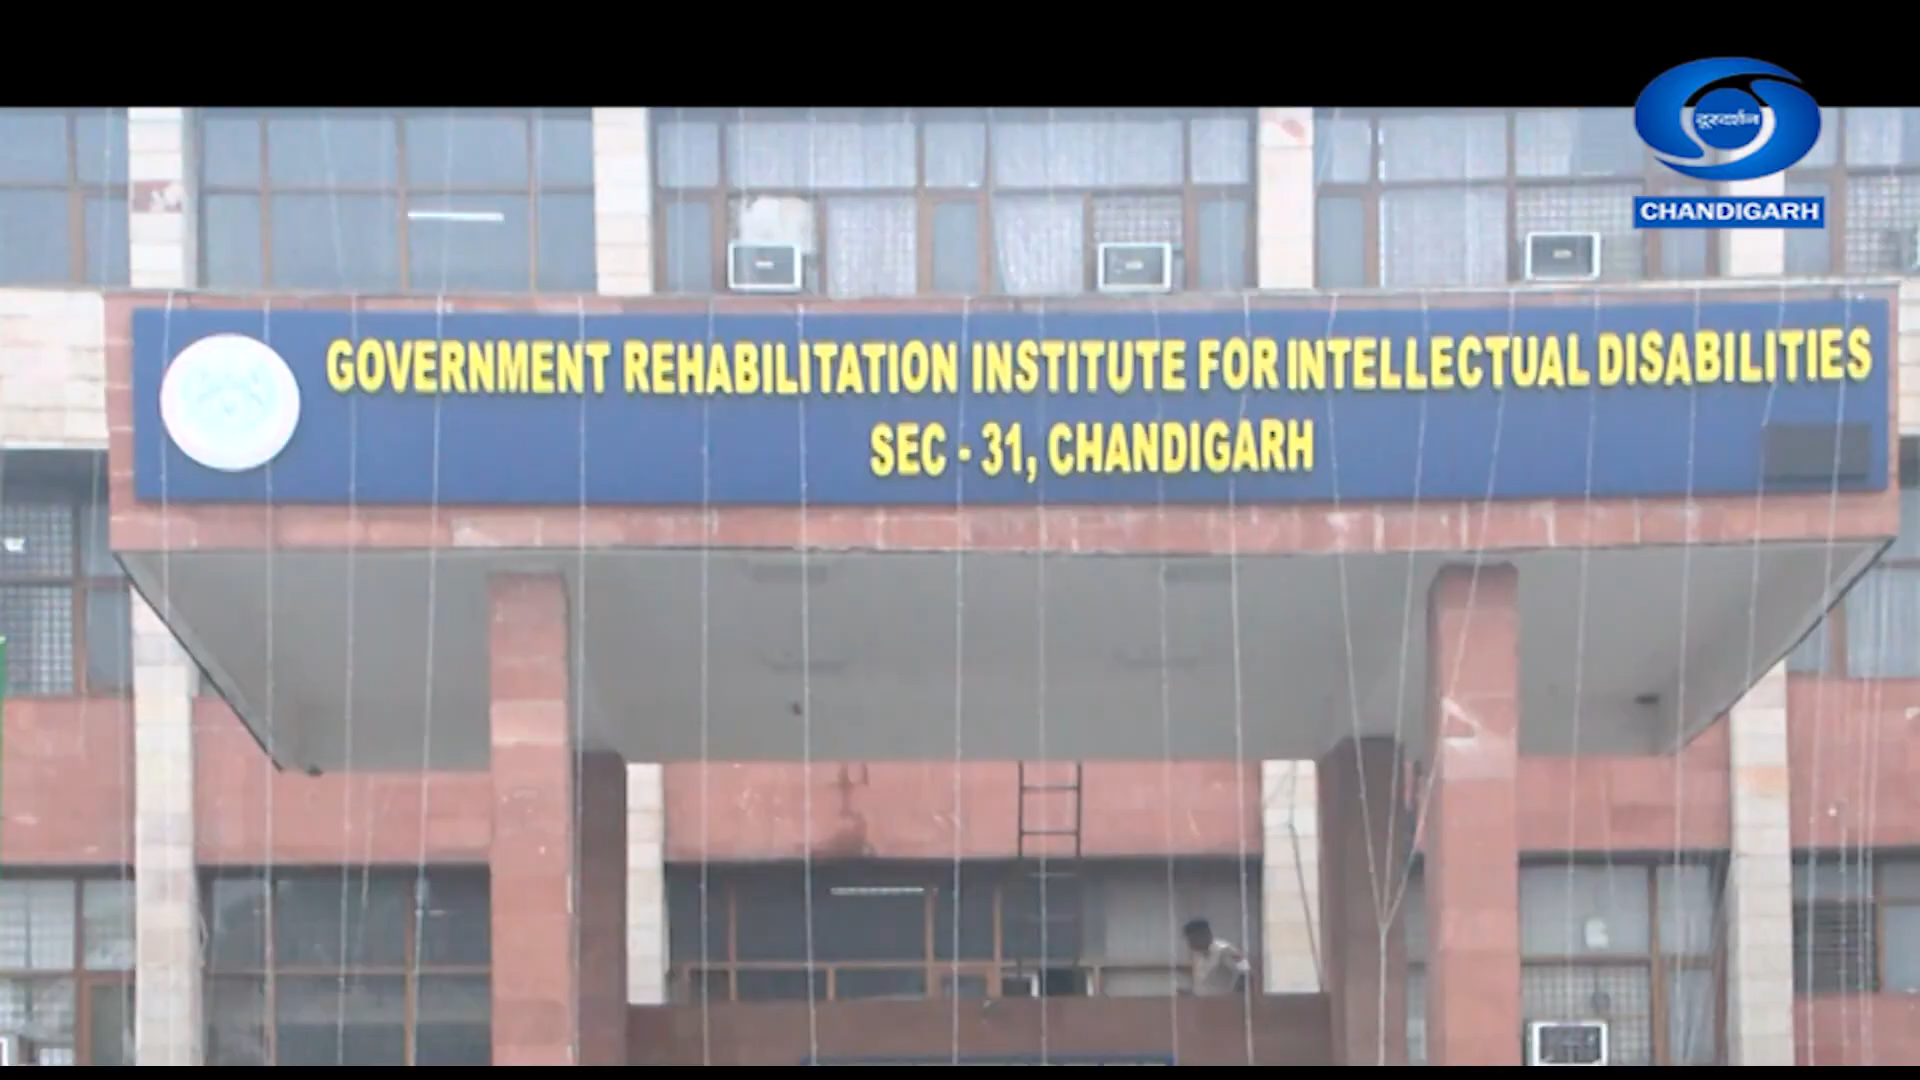 दूरदर्शन
CHANDIGARH
GOVERNMENT REHABILITATION INSTITUTE FOR INTELLECTUAL DISABILITIES
SEC - 31, CHANDIGARH